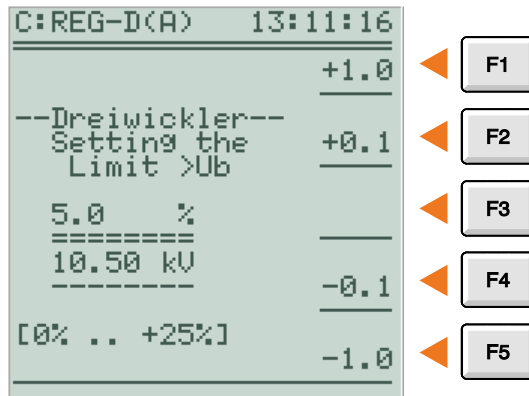 C:REG-D(A) 13:11:16
+1.0 F1
--Dreiwickler--
Setting the +0.1 F2
Limit >Ub
5.0 % F3
========
10.50 kV
-------- -0.1 F4
[0% .. +25%]
-1.0 F5